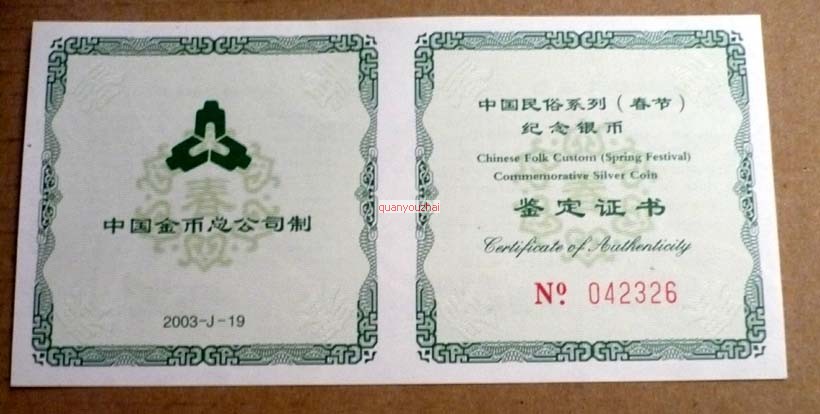 春
quanyouzhai
中国金币总公司制
2003-J-19
中国民俗系列（春节）
纪念银币
Chinese Folk Custom (Spring Festival)
Commemorative Silver Coin
鉴定证书
Certificate of Authenticity
Nº 042326